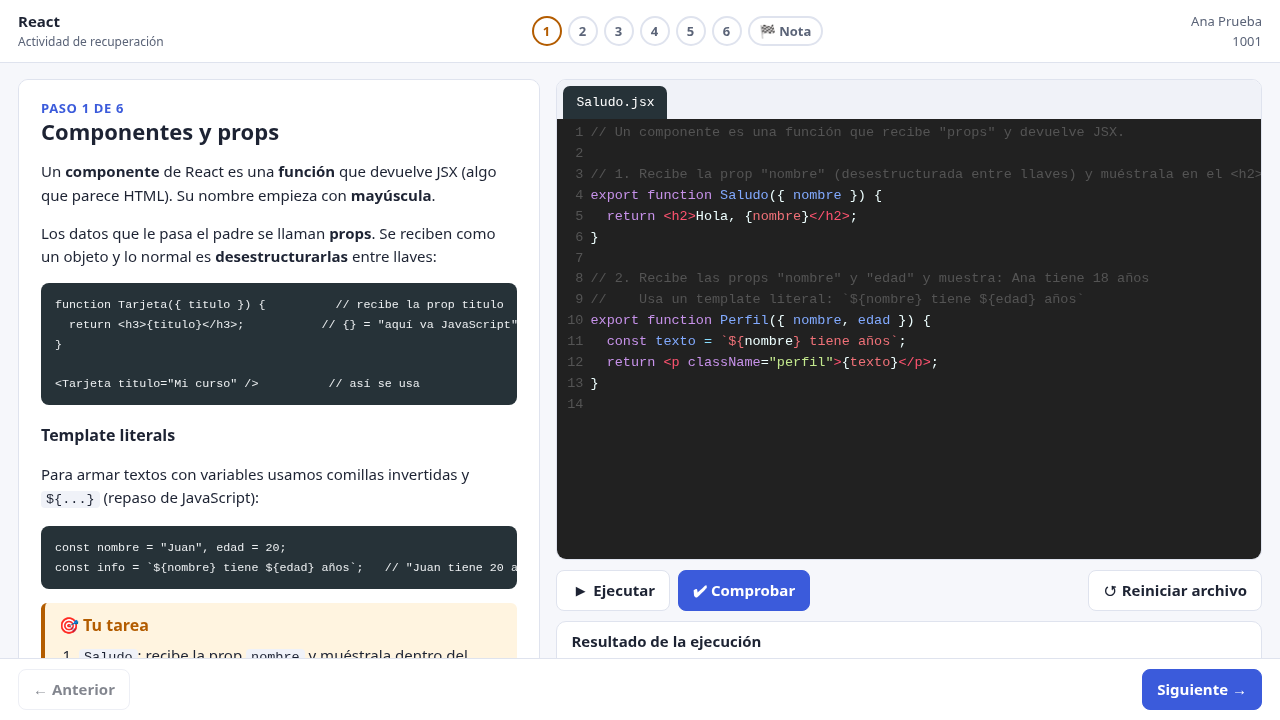 React
Actividad de recuperación
1
2
3
4
5
6
🏁 Nota
Ana Prueba
1001
PASO 1 DE 6
Componentes y props
Un componente de React es una función que devuelve JSX (algo
que parece HTML). Su nombre empieza con mayúscula.
Los datos que le pasa el padre se llaman props. Se reciben como
un objeto y lo normal es desestructurarlas entre llaves:
function Tarjeta({ titulo }) {          // recibe la prop titulo
  return <h3>{titulo}</h3>;           // {} = "aquí va JavaScript"
}
<Tarjeta titulo="Mi curso" />          // así se usa
Template literals
Para armar textos con variables usamos comillas invertidas y
${...} (repaso de JavaScript):
const nombre = "Juan", edad = 20;
const info = `${nombre} tiene ${edad} años`;   // "Juan tiene 20 a
🎯 Tu tarea
1. Saludo: recibe la prop nombre y muéstrala dentro del
Saludo.jsx
1 // Un componente es una función que recibe "props" y devuelve JSX.
2
3 // 1. Recibe la prop "nombre" (desestructurada entre llaves) y muéstrala en el <h2>
4 export function Saludo({ nombre }) {
5   return <h2>Hola, {nombre}</h2>;
6 }
7
8 // 2. Recibe las props "nombre" y "edad" y muestra: Ana tiene 18 años
9 //    Usa un template literal: `${nombre} tiene ${edad} años`
10 export function Perfil({ nombre, edad }) {
11   const texto = `${nombre} tiene años`;
12   return <p className="perfil">{texto}</p>;
13 }
14
► Ejecutar
✔ Comprobar
↺ Reiniciar archivo
Resultado de la ejecución
← Anterior
Siguiente →